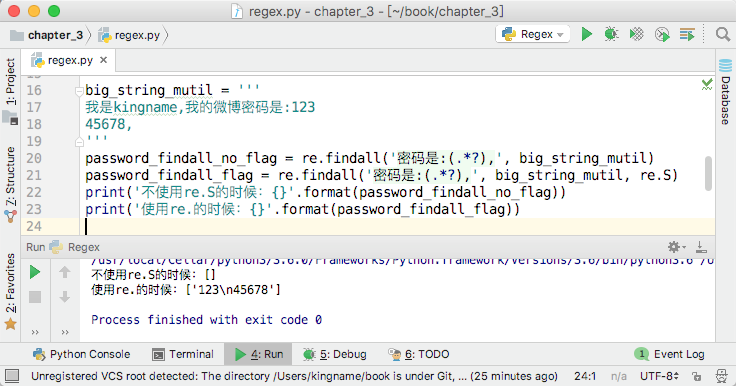 regex.py - chapter_3 - [~/book/chapter_3]
chapter_3 regex.py Regex
regex.py
1: Project
7: Structure
2: Favorites
Database
16 big_string_mutil = '''
17 我是kingname,我的微博密码是:123
18 45678,
19 '''
20 password_findall_no_flag = re.findall('密码是:(.*?),', big_string_mutil)
21 password_findall_flag = re.findall('密码是:(.*?),', big_string_mutil, re.S)
22 print('不使用re.S的时候: {}'.format(password_findall_no_flag))
23 print('使用re.的时候: {}'.format(password_findall_flag))
24
Run Regex
/usr/local/Cellar/python3/3.6.0/Frameworks/Python.framework/Versions/3.6/bin/python3.6
不使用re.S的时候: []
使用re.的时候: ['123\n45678']
Process finished with exit code 0
Python Console Terminal 4: Run 5: Debug 6: TODO 1 Event Log
Unregistered VCS root detected: The directory /Users/kingname/book is under Git, ... (25 minutes ago) 24:1 n/a UTF-8